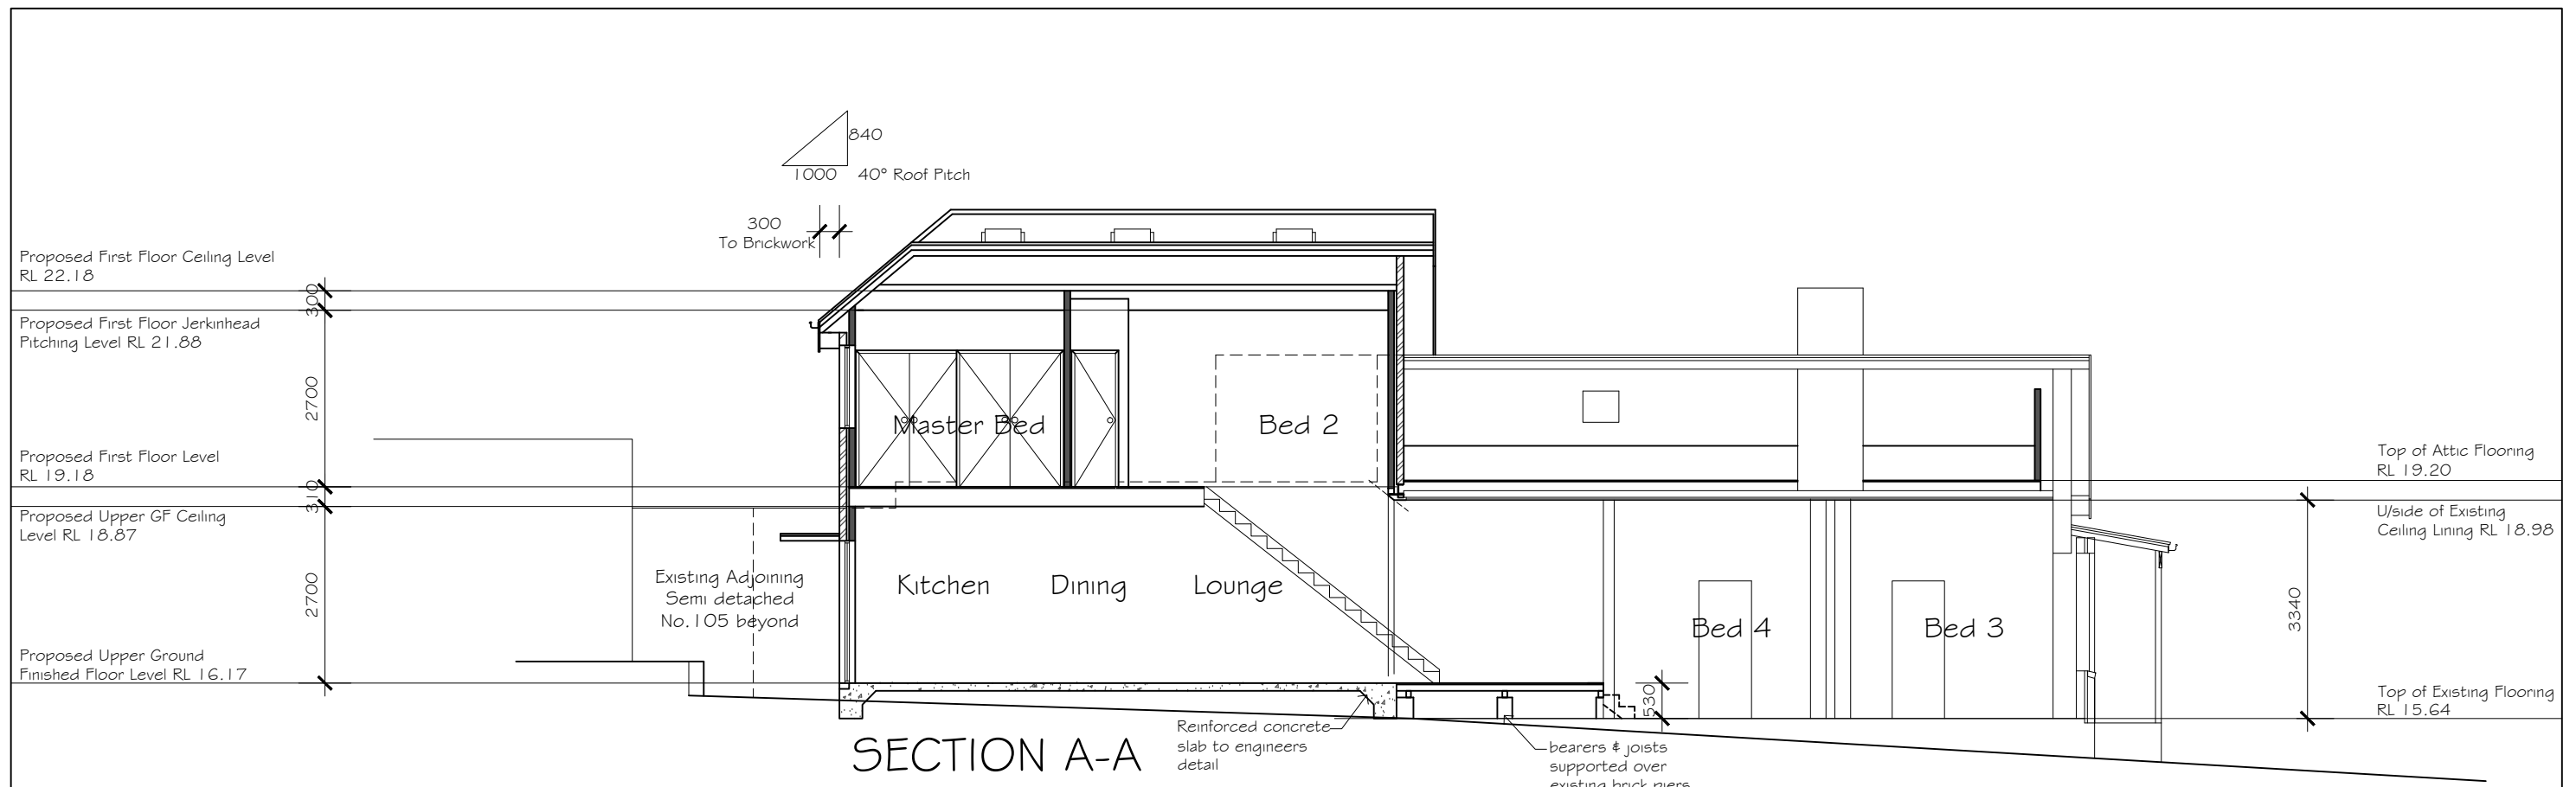 840
1000 40° Roof Pitch
300
To Brickwork
Proposed First Floor Ceiling Level
RL 22.18
300
Proposed First Floor Jerkinhead
Pitching Level RL 21.88
2700
Proposed First Floor Level
RL 19.18
310
Proposed Upper GF Ceiling
Level RL 18.87
2700
Proposed Upper Ground
Finished Floor Level RL 16.17
Master Bed
Bed 2
Existing Adjoining
Semi detached
No.105 beyond
Kitchen
Dining
Lounge
Bed 4
Bed 3
Top of Attic Flooring
RL 19.20
U/side of Existing
Ceiling Lining RL 18.98
3340
Top of Existing Flooring
RL 15.64
530
SECTION A-A
Reinforced concrete
slab to engineers
detail
bearers & joists
supported over
existing brick piers